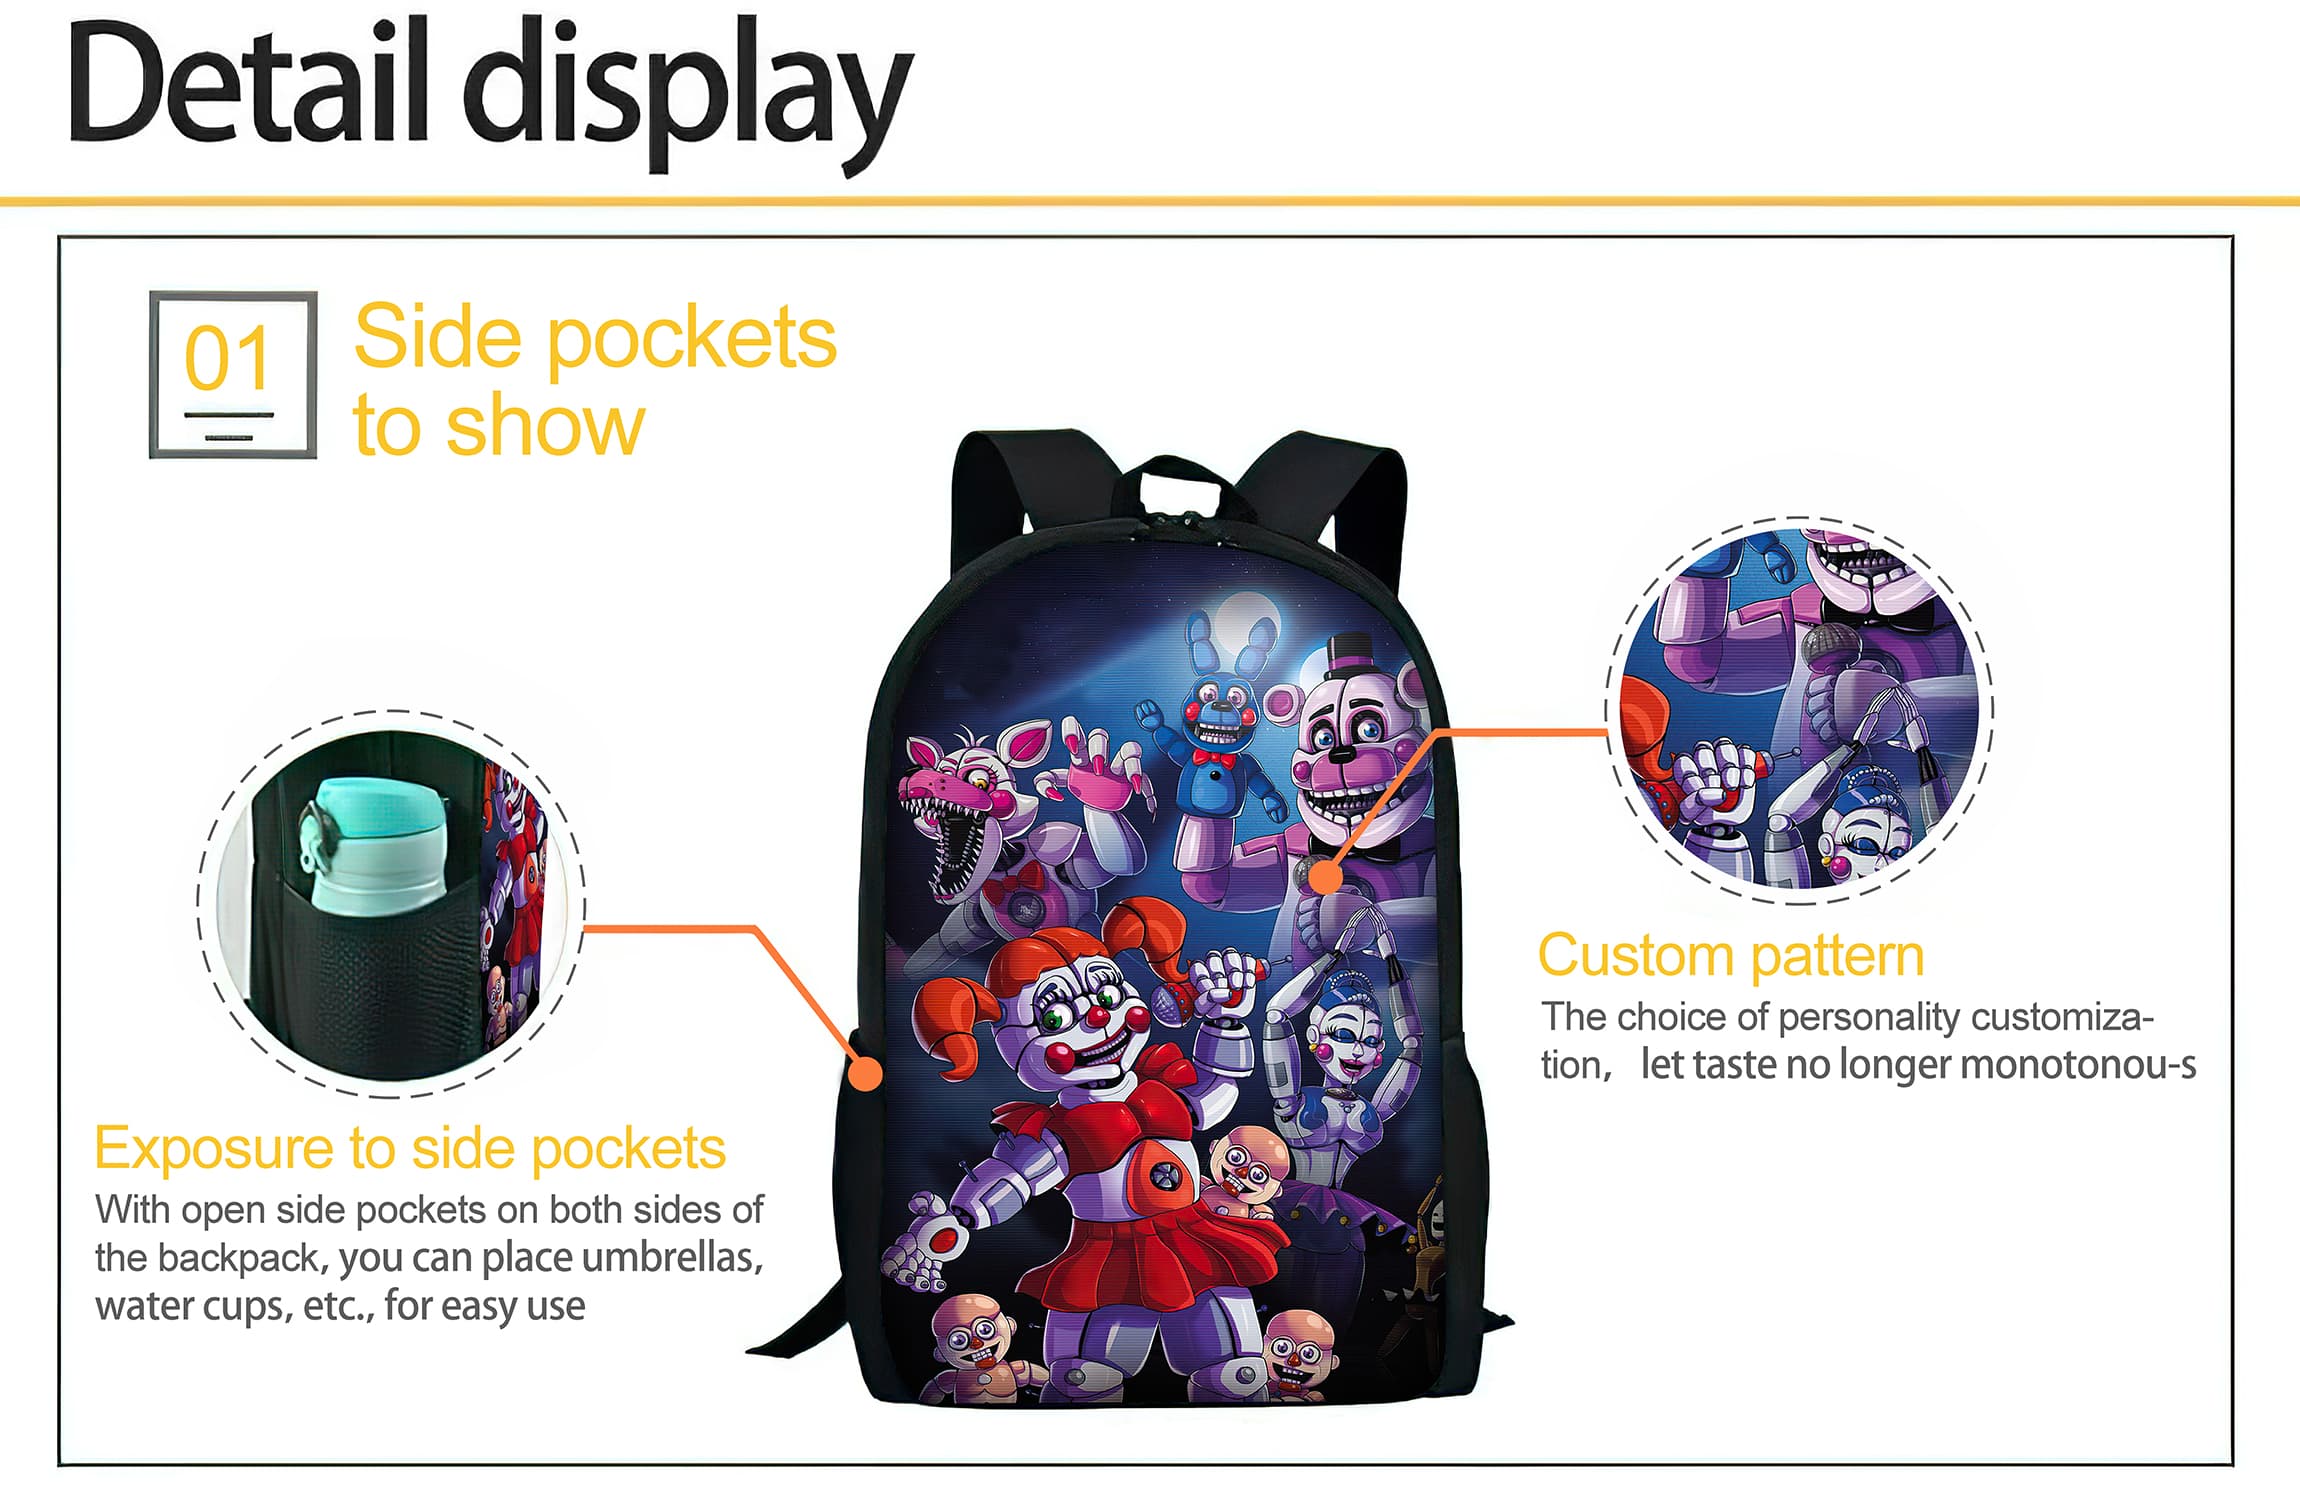 Detail display
01
Side pockets
to show
Exposure to side pockets
With open side pockets on both sides of
the backpack, you can place umbrellas,
water cups, etc., for easy use
Custom pattern
The choice of personality customiza-
tion, let taste no longer monotonou-s